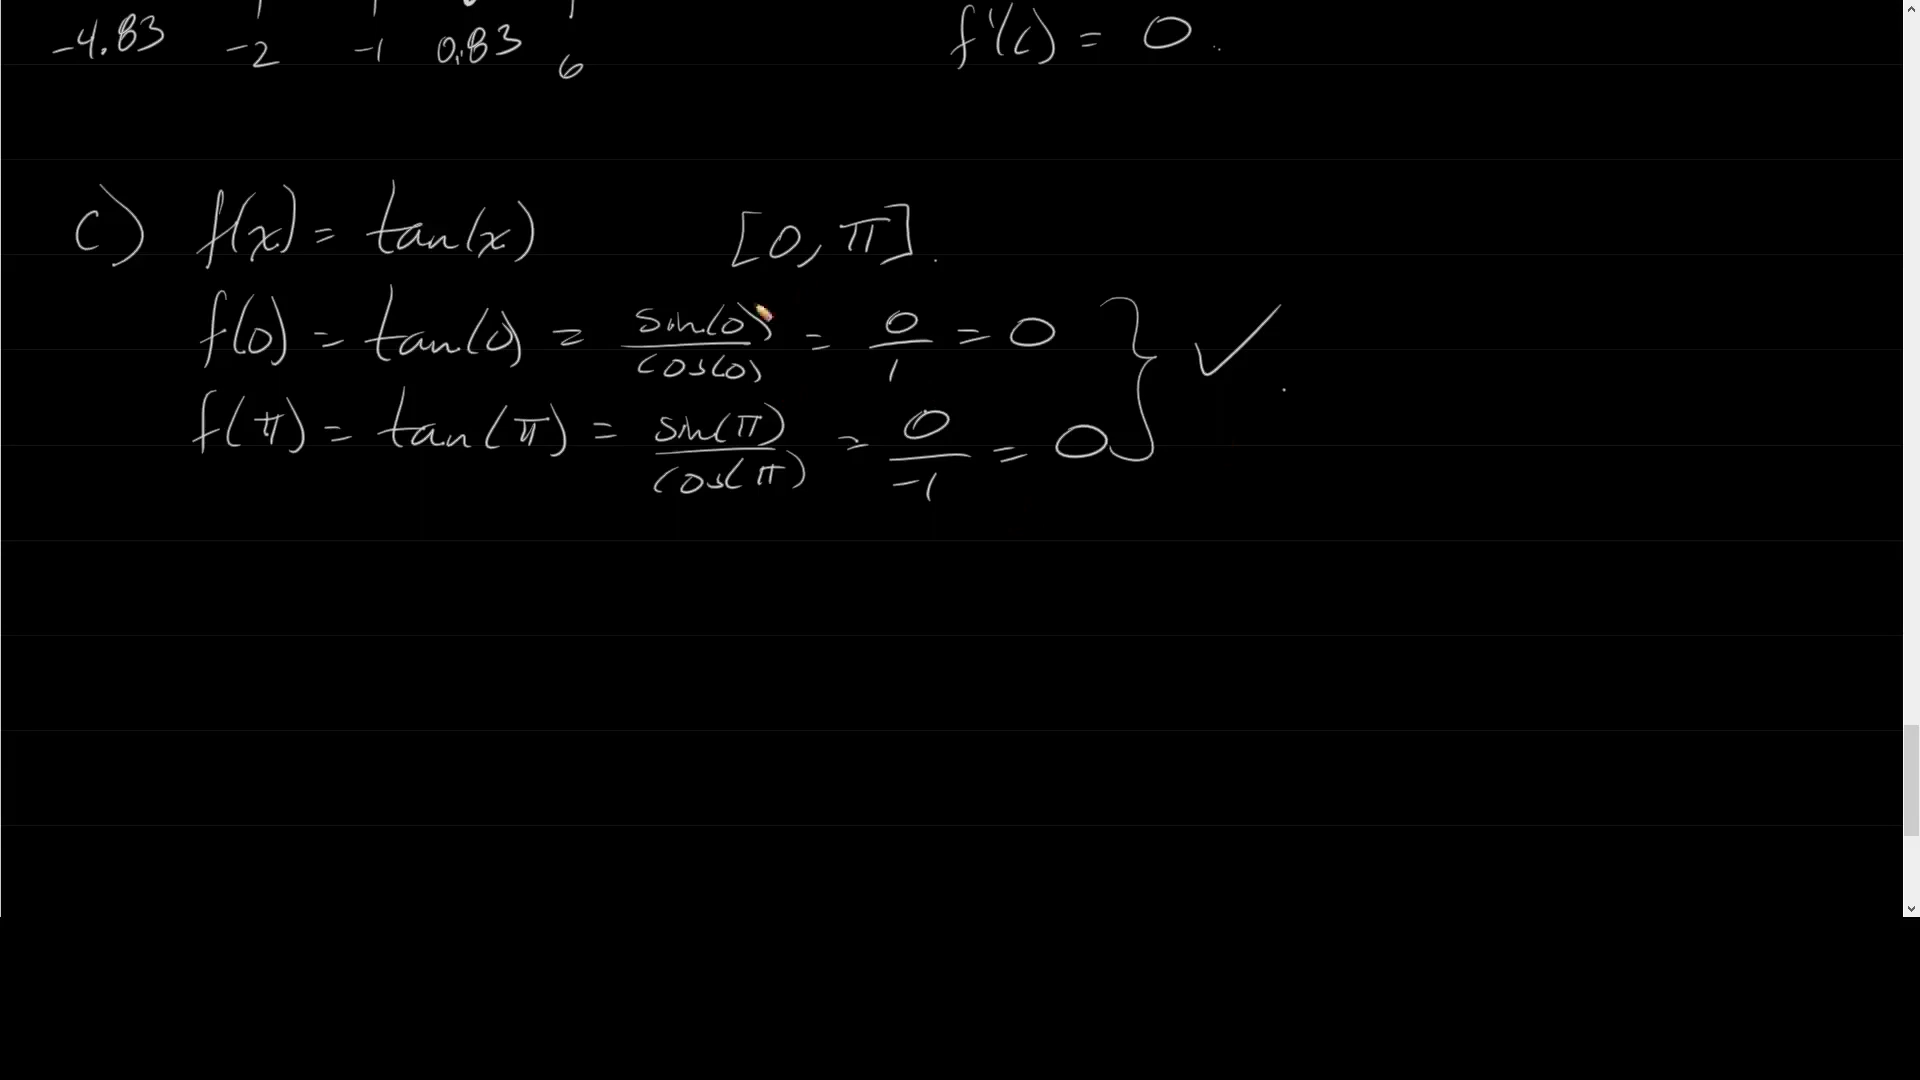 -4.83 -2 -1 0.83 6 f'(c) = 0.
c) f(x) = tan(x) [0, π].
f(0) = tan(0) = sin(0)/cos(0) = 0/1 = 0 } ✓
f(π) = tan(π) = sin(π)/cos(π) = 0/-1 = 0